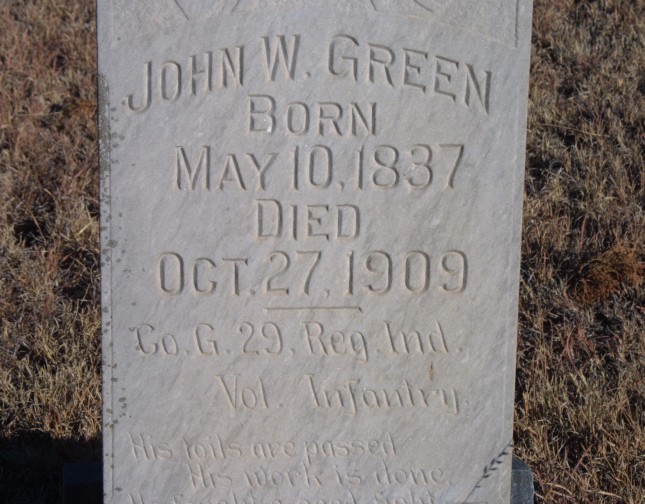 JOHN W. GREEN
BORN
MAY 10, 1837
DIED
OCT. 27, 1909
Co. G. 29, Reg. Ind.
Vol. Infantry.
His toils are passed
His work is done.